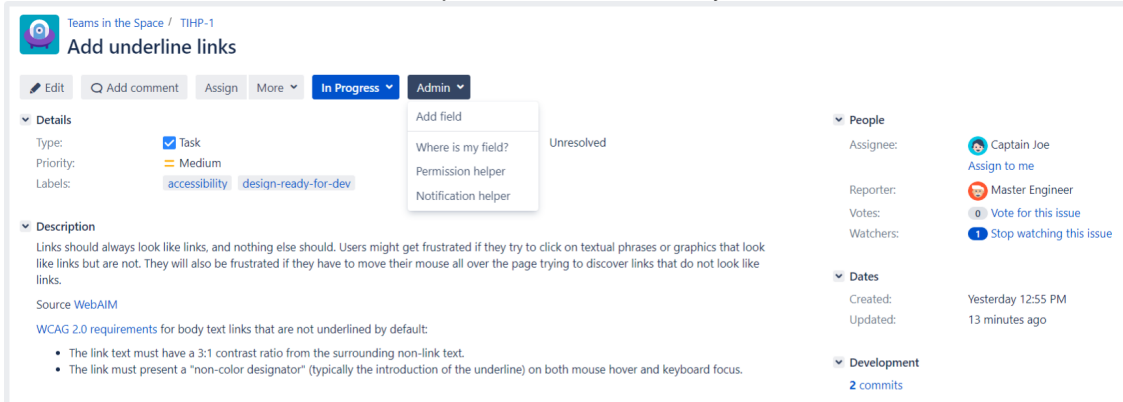 Teams in the Space / TIHP-1
Add underline links
Edit Add comment Assign More In Progress Admin
Add field
Where is my field?
Permission helper
Notification helper
Details
Type: Task Unresolved
Priority: Medium
Labels: accessibility design-ready-for-dev
Description
Links should always look like links, and nothing else should. Users might get frustrated if they try to click on textual phrases or graphics that look
like links but are not. They will also be frustrated if they have to move their mouse all over the page trying to discover links that do not look like
links.
Source WebAIM
WCAG 2.0 requirements for body text links that are not underlined by default:
• The link text must have a 3:1 contrast ratio from the surrounding non-link text.
• The link must present a "non-color designator" (typically the introduction of the underline) on both mouse hover and keyboard focus.
People
Assignee: Captain Joe
Assign to me
Reporter: Master Engineer
Votes: 0 Vote for this issue
Watchers: 1 Stop watching this issue
Dates
Created: Yesterday 12:55 PM
Updated: 13 minutes ago
Development
2 commits